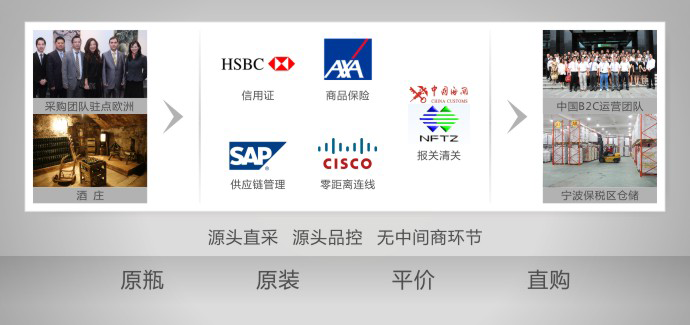 采购团队驻点欧洲
酒 庄
HSBC
信用证
AXA
商品保险
中国海关
CHINA CUSTOMS
NFTZ
报关清关
SAP
供应链管理
CISCO
零距离连线
中国B2C运营团队
宁波保税区仓储
源头直采 源头品控 无中间商环节
原瓶 原装 平价 直购